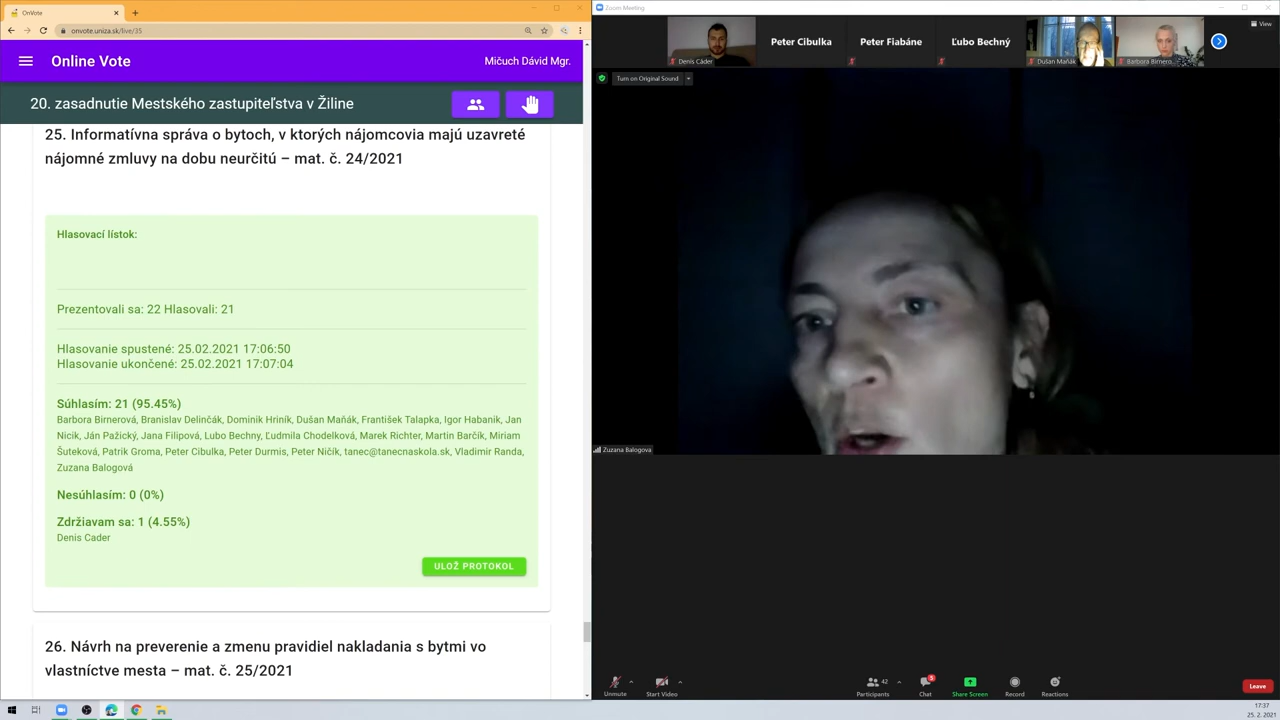 OnVote
onvote.uniza.sk/live/35
Online Vote
Mičuch Dávid Mgr.
20. zasadnutie Mestského zastupiteľstva v Žiline
25. Informatívna správa o bytoch, v ktorých nájomcovia majú uzavreté
nájomné zmluvy na dobu neurčitú – mat. č. 24/2021
Hlasovací lístok:
Prezentovali sa: 22 Hlasovali: 21
Hlasovanie spustené: 25.02.2021 17:06:50
Hlasovanie ukončené: 25.02.2021 17:07:04
Súhlasím: 21 (95.45%)
Barbora Birnerová, Branislav Delinčák, Dominik Hriník, Dušan Maňák, František Talapka, Igor Habanik, Jan
Nicik, Ján Pažický, Jana Filipová, Lubo Bechny, Ľudmila Chodelková, Marek Richter, Martin Barčík, Miriam
Šuteková, Patrik Groma, Peter Cibulka, Peter Durmis, Peter Ničík, tanec@tanecnaskola.sk, Vladimir Randa,
Zuzana Balogová
Nesúhlasím: 0 (0%)
Zdržiavam sa: 1 (4.55%)
Denis Cader
ULOŽ PROTOKOL
26. Návrh na preverenie a zmenu pravidiel nakladania s bytmi vo
vlastníctve mesta – mat. č. 25/2021
Zoom Meeting
View
Denis Cáder
Peter Cibulka
Peter Fiabáne
Ľubo Bechný
Dušan Maňák
Barbora Birnero...
Turn on Original Sound
Zuzana Balogova
Unmute
Start Video
42
Participants
5
Chat
Share Screen
Record
Reactions
Leave
17:37
25. 2. 2021